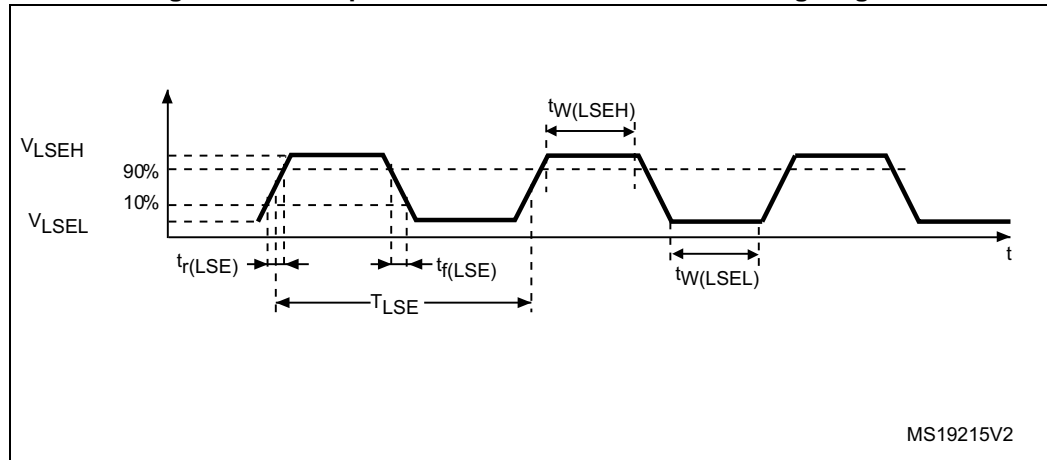 tW(LSEH)
VLSEH
90%
10%
VLSEL
tr(LSE)
tf(LSE)
tW(LSEL)
t
TLSE
MS19215V2